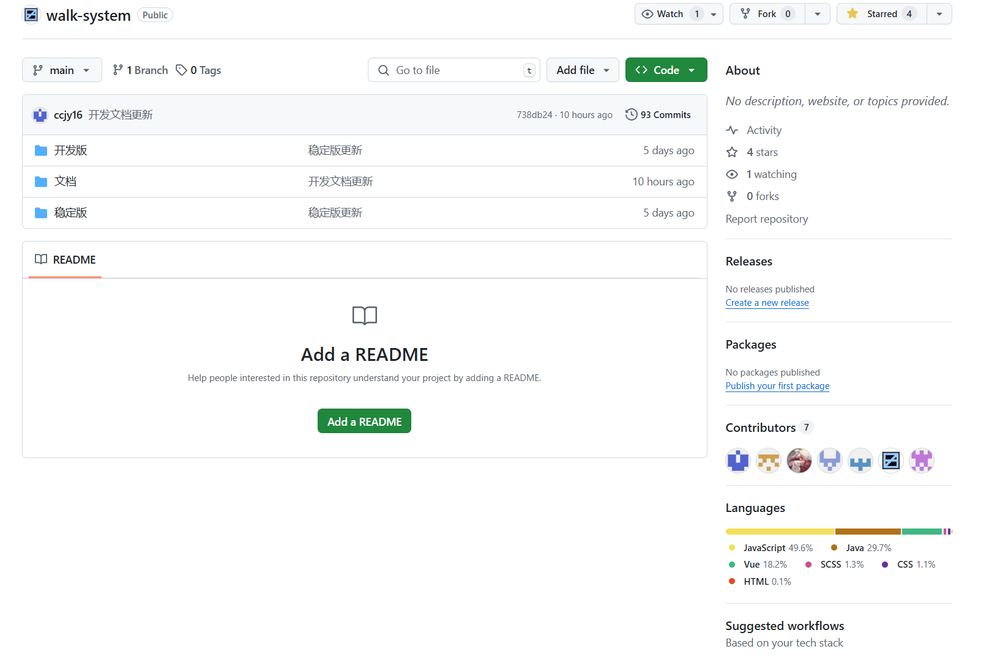 walk-system Public Watch 1 Fork 0 Starred 4
main 1 Branch 0 Tags Go to file t Add file Code
ccjy16 开发文档更新 738db24 · 10 hours ago 93 Commits
开发版 稳定版更新 5 days ago
文档 开发文档更新 10 hours ago
稳定版 稳定版更新 5 days ago
README
Add a README
Help people interested in this repository understand your project by adding a README.
Add a README
About
No description, website, or topics provided.
Activity
4 stars
1 watching
0 forks
Report repository
Releases
No releases published
Create a new release
Packages
No packages published
Publish your first package
Contributors 7
Languages
JavaScript 49.6% Java 29.7%
Vue 18.2% SCSS 1.3% CSS 1.1%
HTML 0.1%
Suggested workflows
Based on your tech stack